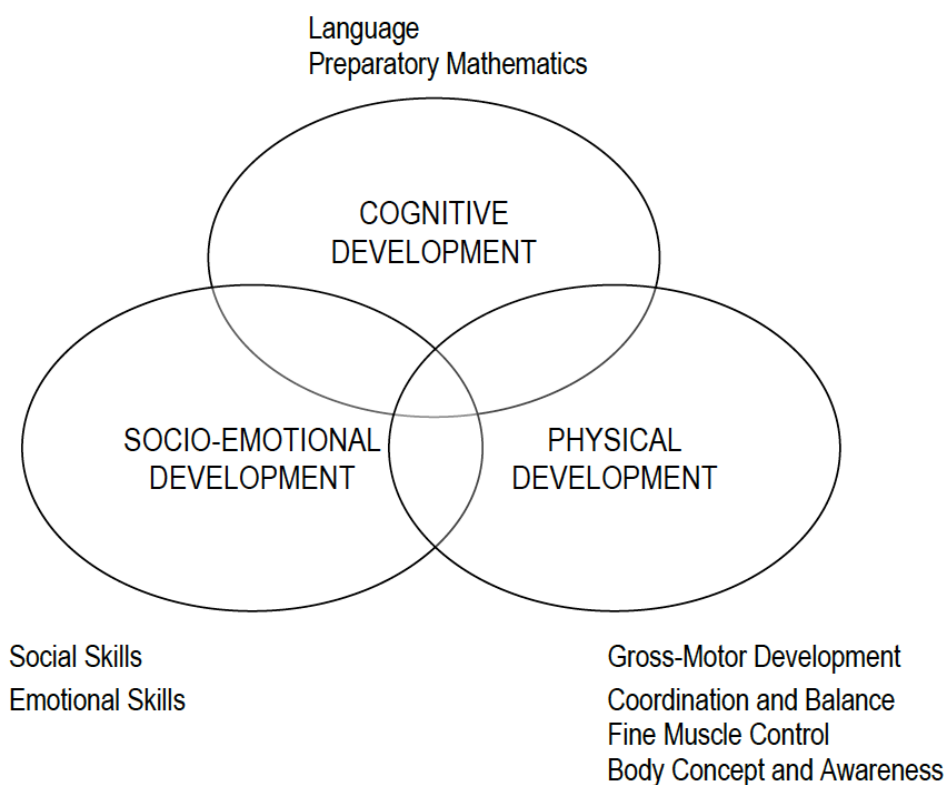 Language
Preparatory Mathematics
COGNITIVE
DEVELOPMENT
SOCIO-EMOTIONAL
DEVELOPMENT
PHYSICAL
DEVELOPMENT
Social Skills
Emotional Skills
Gross-Motor Development
Coordination and Balance
Fine Muscle Control
Body Concept and Awareness